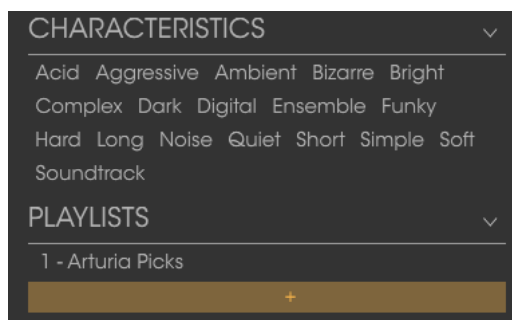 CHARACTERISTICS
Acid Aggressive Ambient Bizarre Bright
Complex Dark Digital Ensemble Funky
Hard Long Noise Quiet Short Simple Soft
Soundtrack
PLAYLISTS
1 - Arturia Picks
+